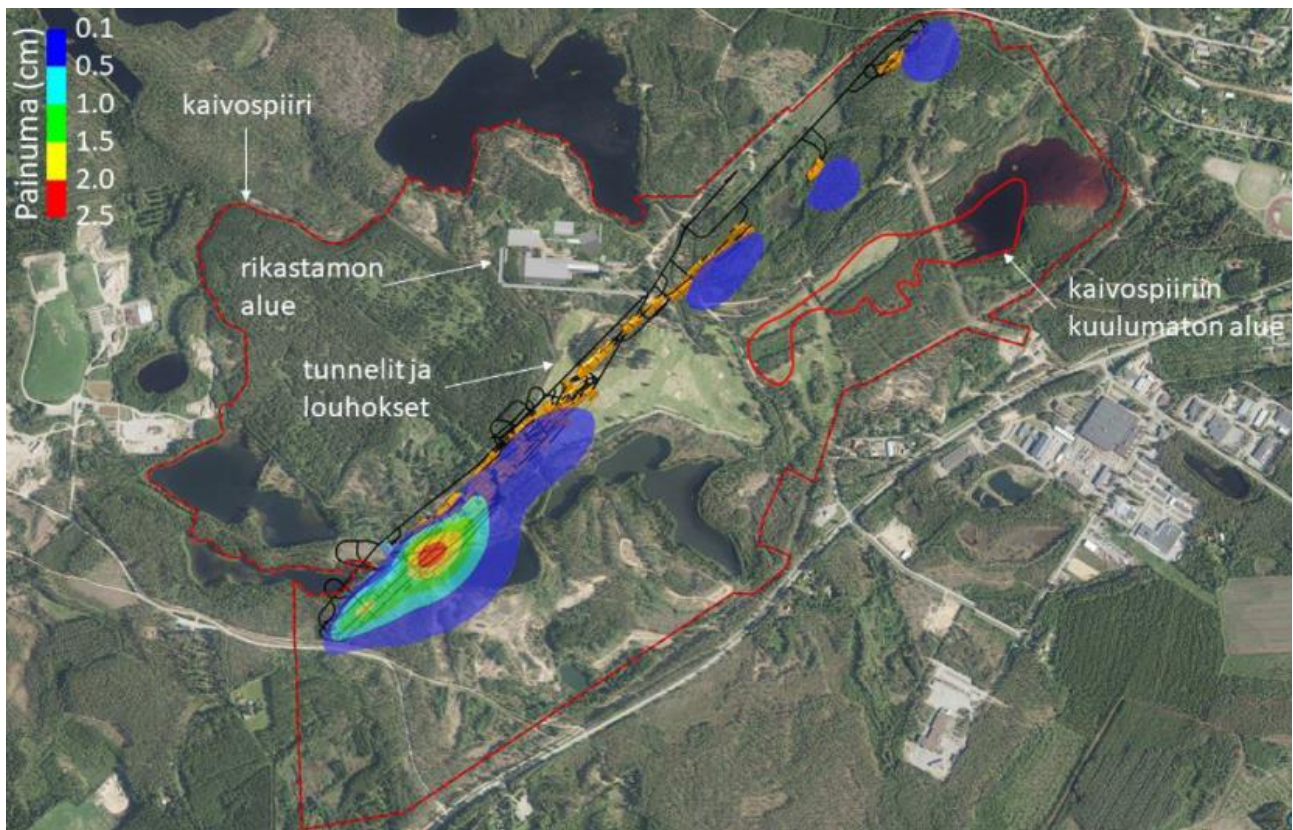 Painuma (cm)
0.1
0.5
1.0
1.5
2.0
2.5
kaivospiiri
rikastamon
alue
tunnelit ja
louhokset
kaivospiiriin
kuulumaton alue